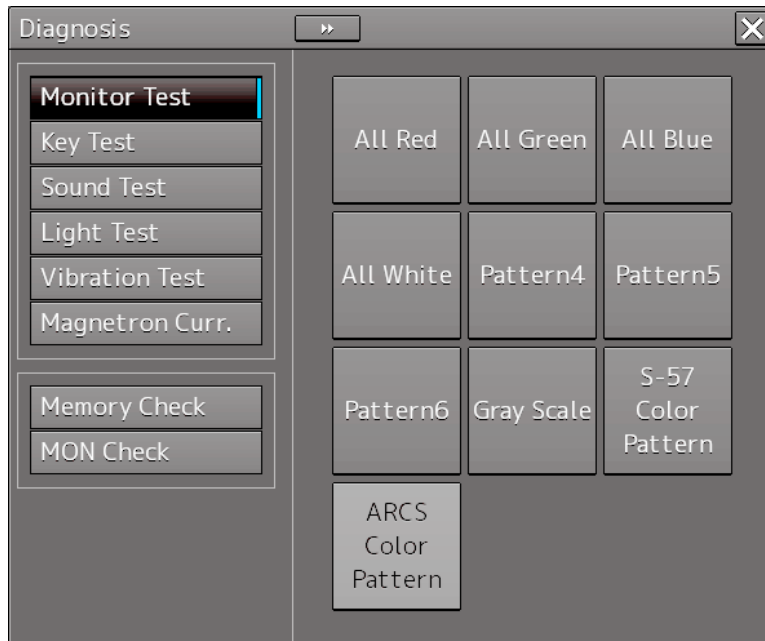 Diagnosis
Monitor Test
Key Test
Sound Test
Light Test
Vibration Test
Magnetron Curr.
Memory Check
MON Check
All Red
All Green
All Blue
All White
Pattern4
Pattern5
Pattern6
Gray Scale
S-57
Color
Pattern
ARCS
Color
Pattern